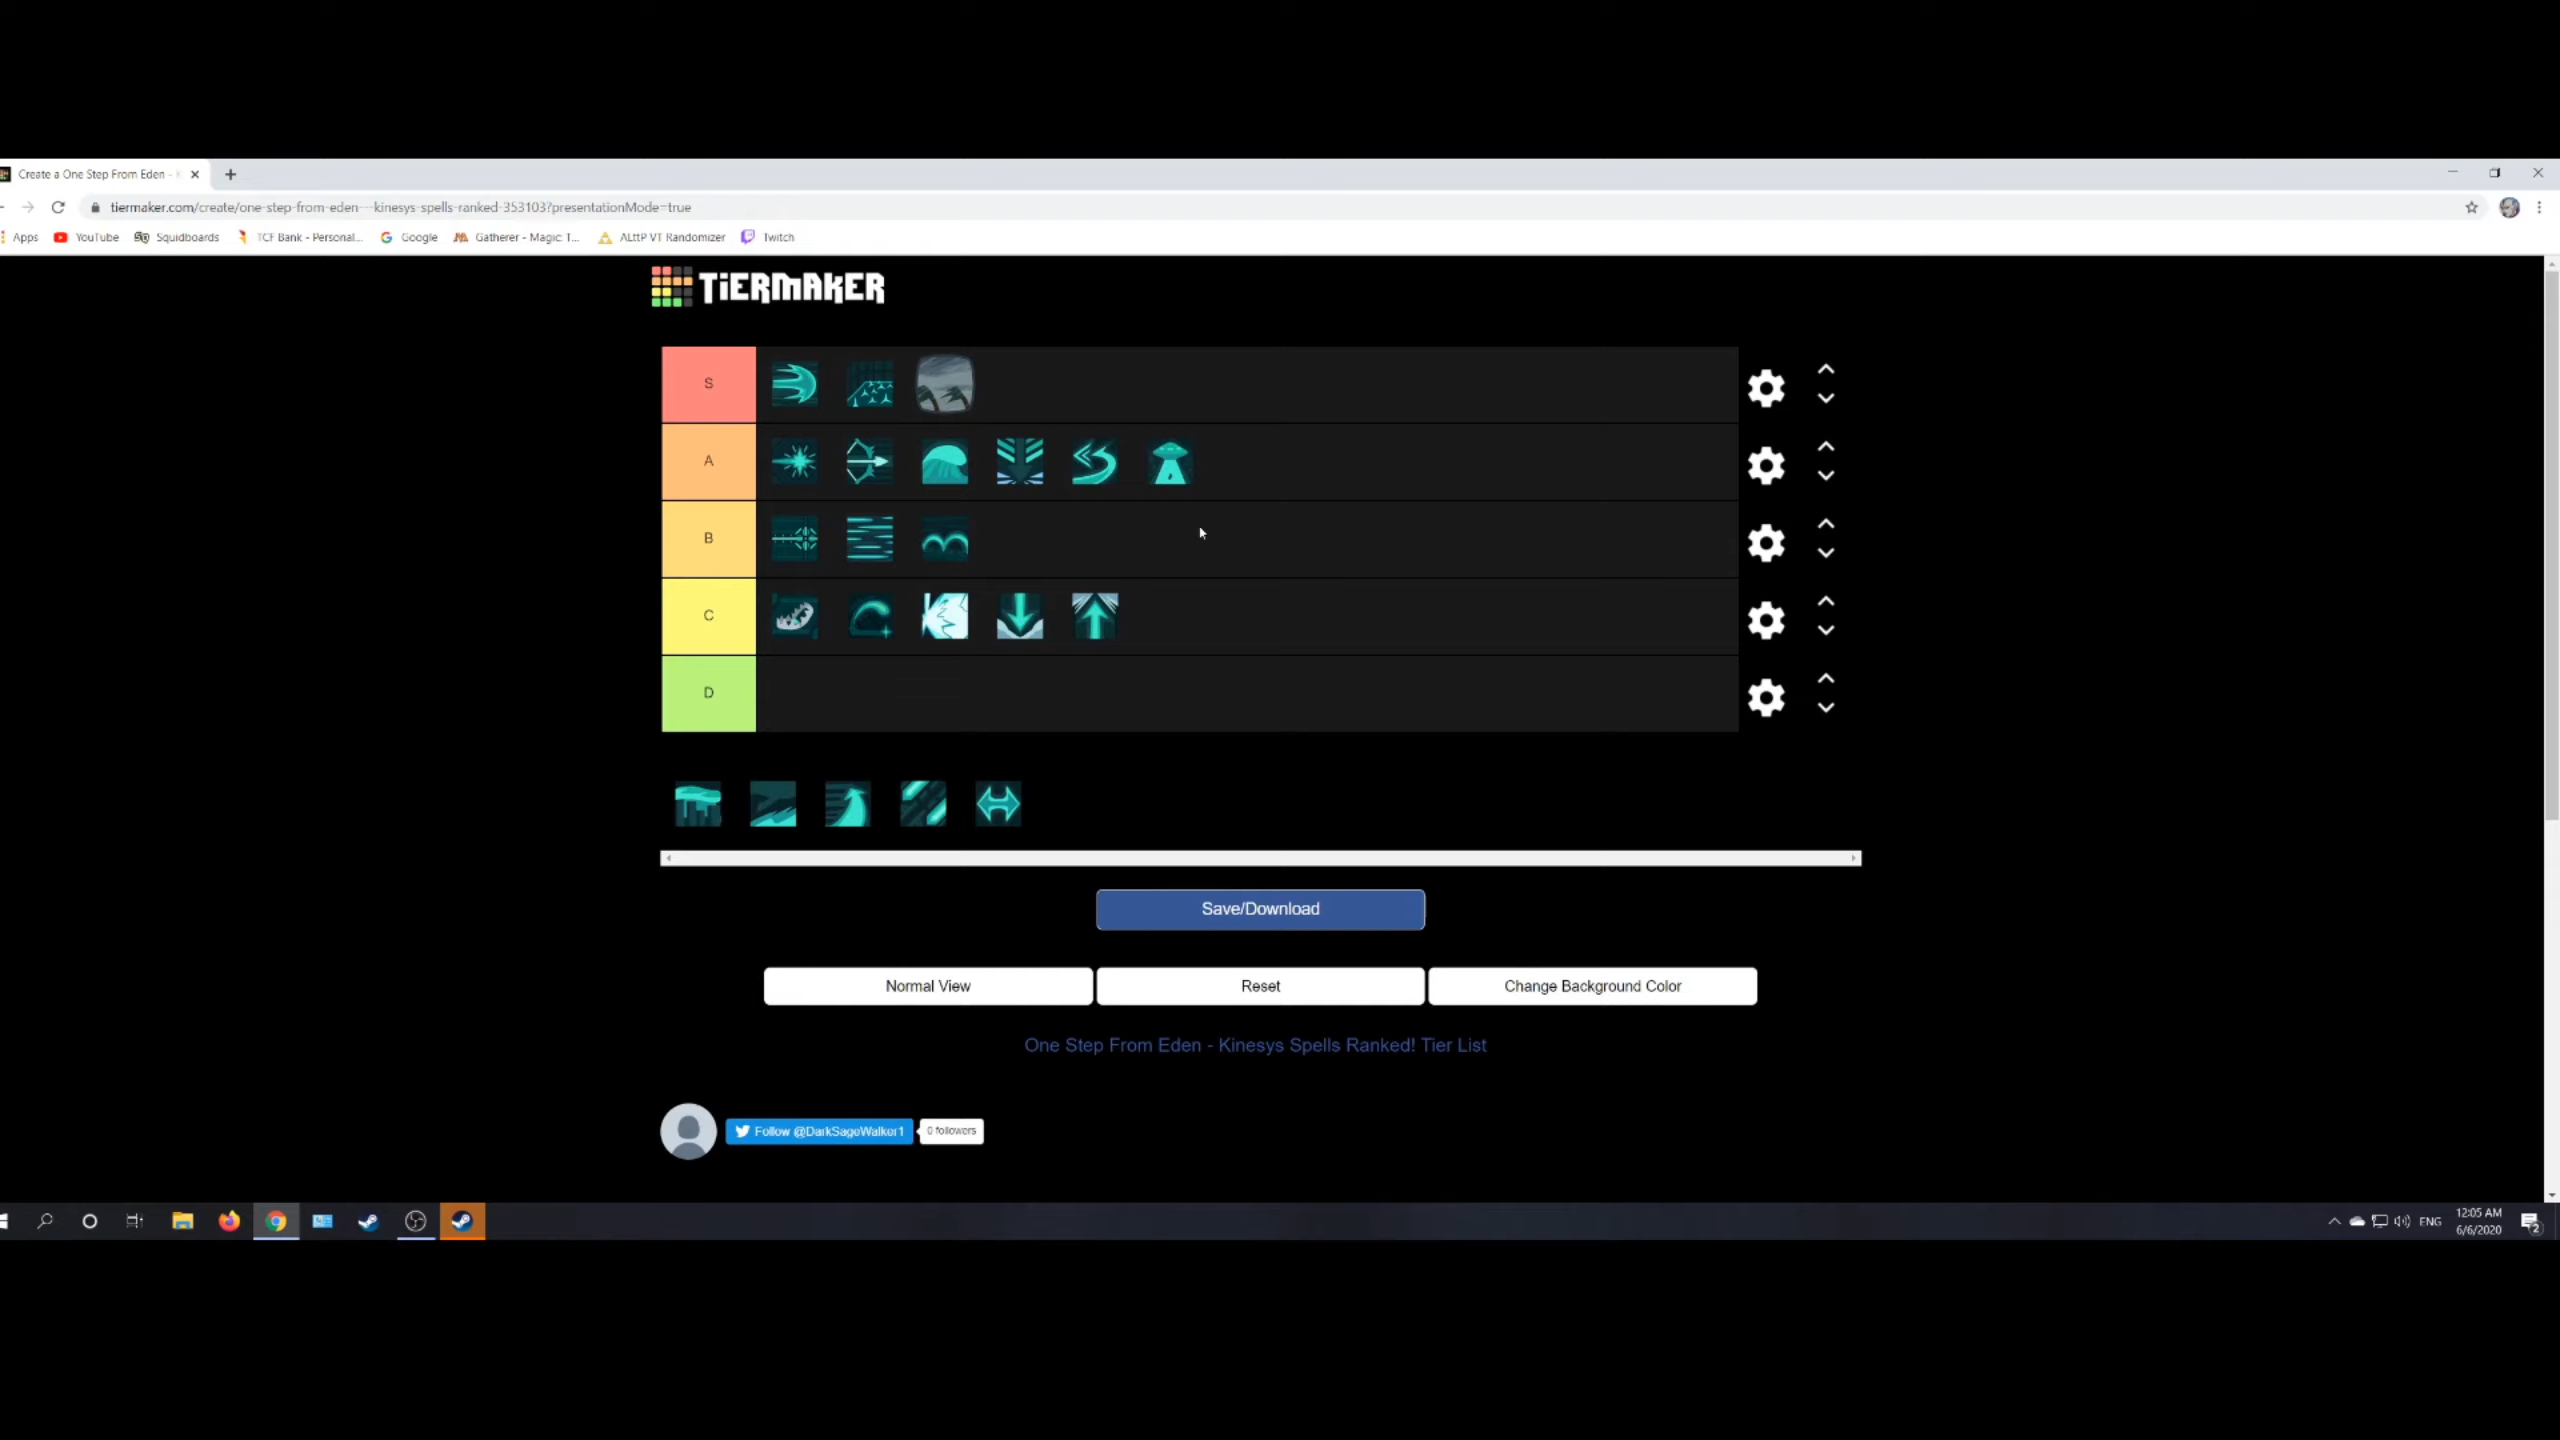 Create a One Step From Eden - K
tiermaker.com/create/one-step-from-eden---kinesys-spells-ranked-353103?presentationMode=true
Apps YouTube Squidboards TCF Bank - Personal... Google Gatherer - Magic: T... ALttP VT Randomizer Twitch
TiERMAKER
S
A
B
C
D
Save/Download
Normal View Reset Change Background Color
One Step From Eden - Kinesys Spells Ranked! Tier List
Follow @DarkSageWalker1 0 followers
ENG 12:05 AM
6/6/2020
2